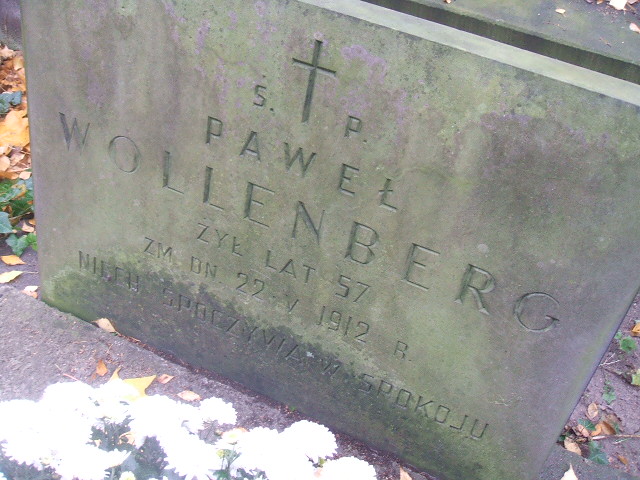 Ś. P.
PAWEŁ
WOLLENBERG
ŻYŁ LAT 57
ZM. DN 22·V 1912 R.
NIECH SPOCZYWA W SPOKOJU